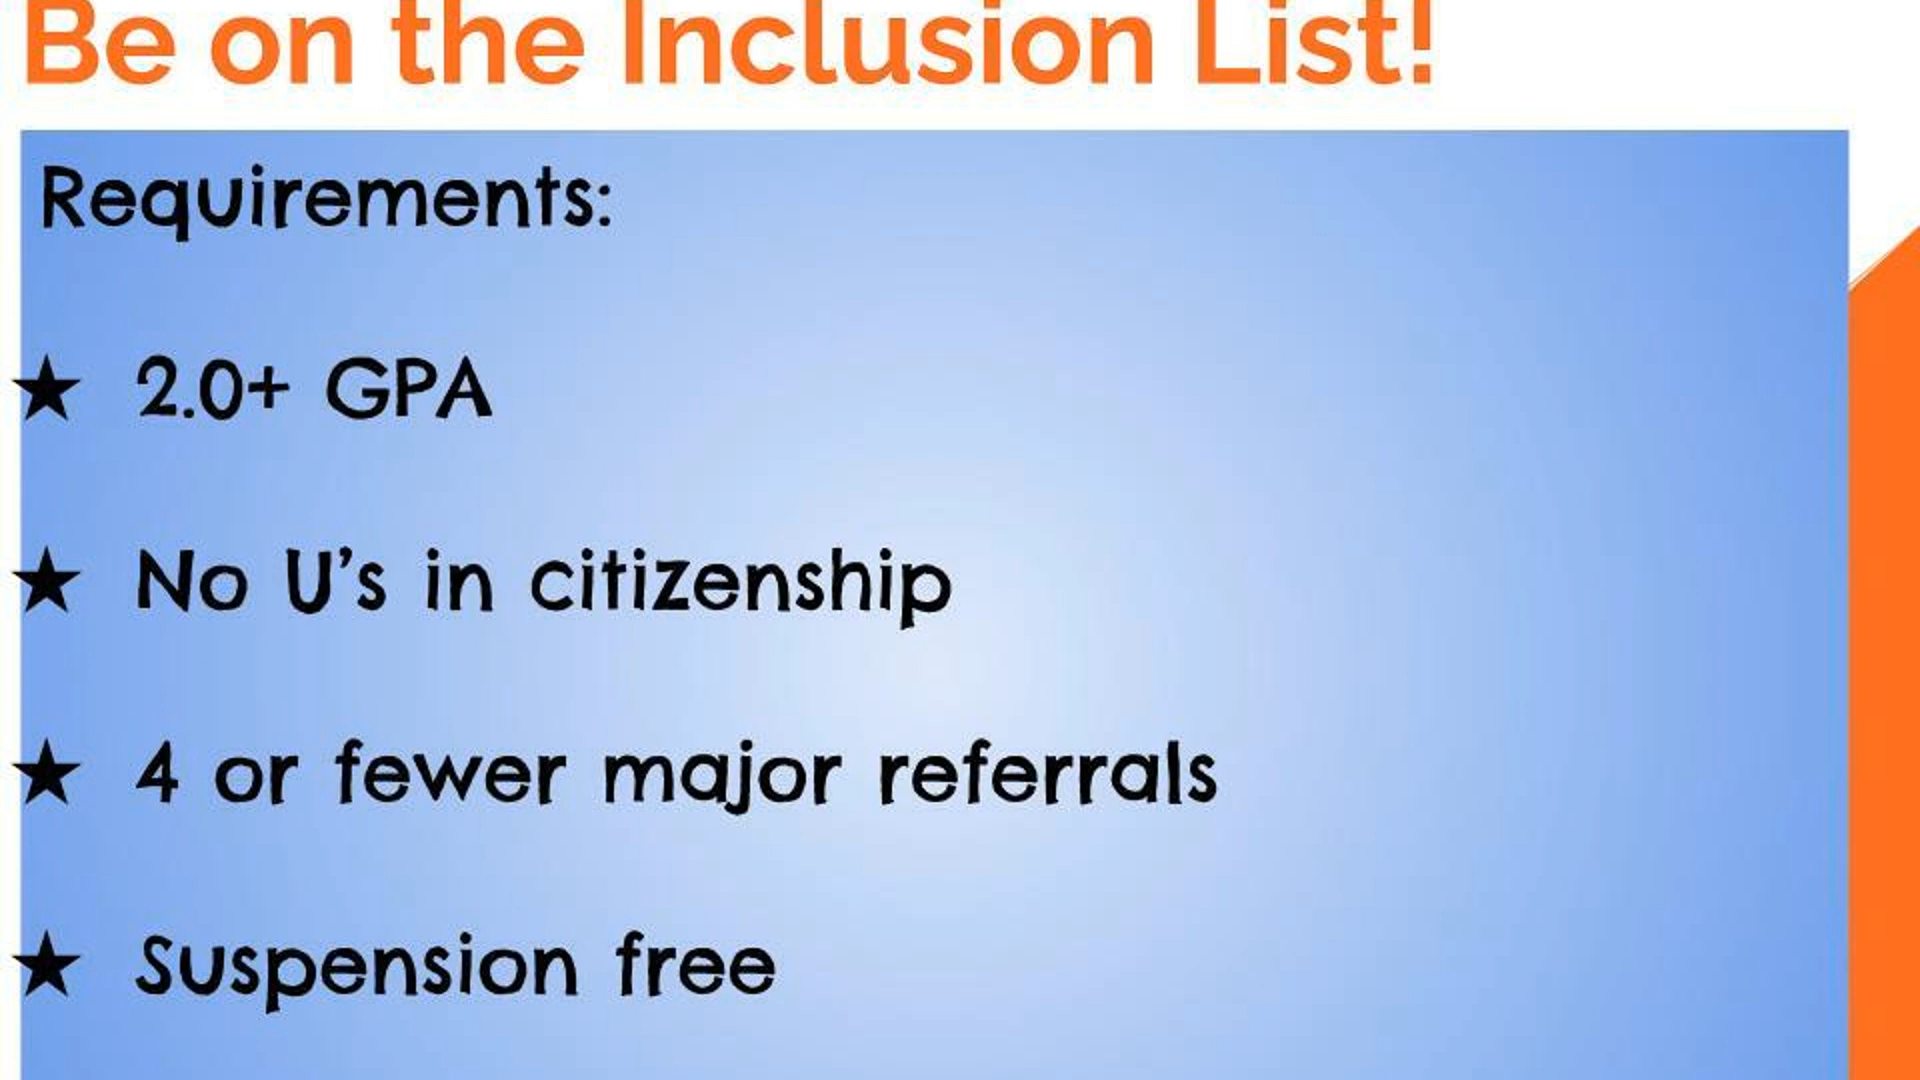 Be on the Inclusion List!
Requirements:
★ 2.0+ GPA
★ No U’s in citizenship
★ 4 or fewer major referrals
★ Suspension free